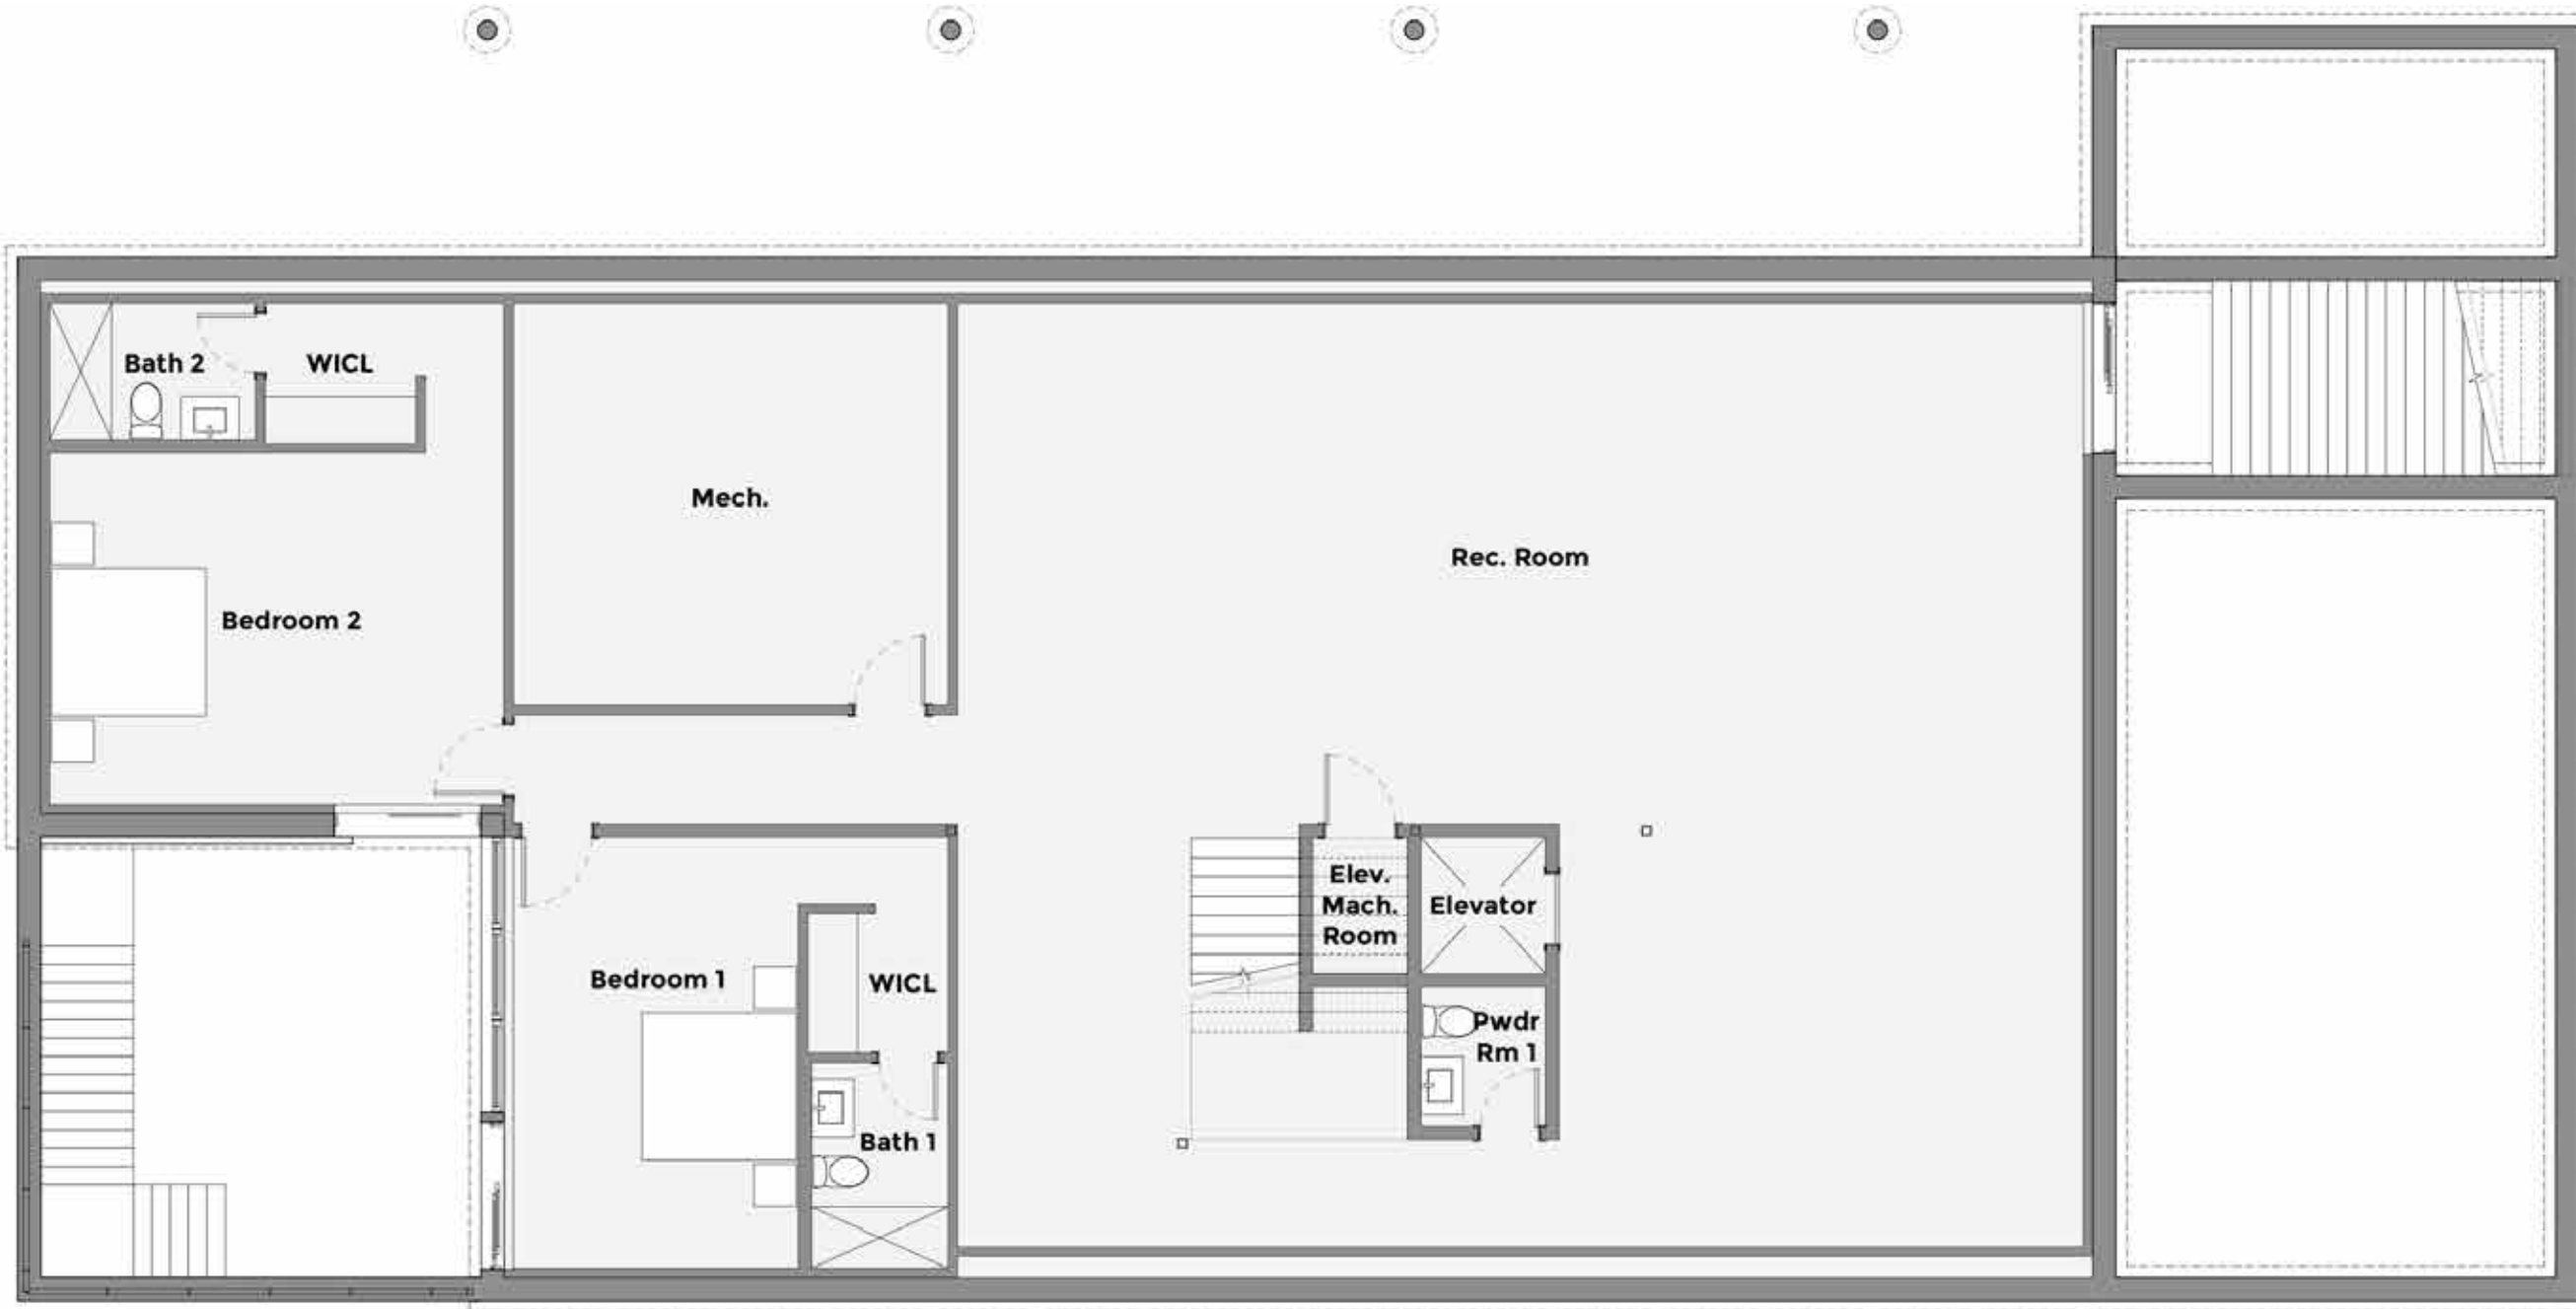 Bath 2
WICL
Mech.
Rec. Room
Bedroom 2
Elev.
Mach.
Room
Elevator
Bedroom 1
WICL
Pwdr
Rm 1
Bath 1